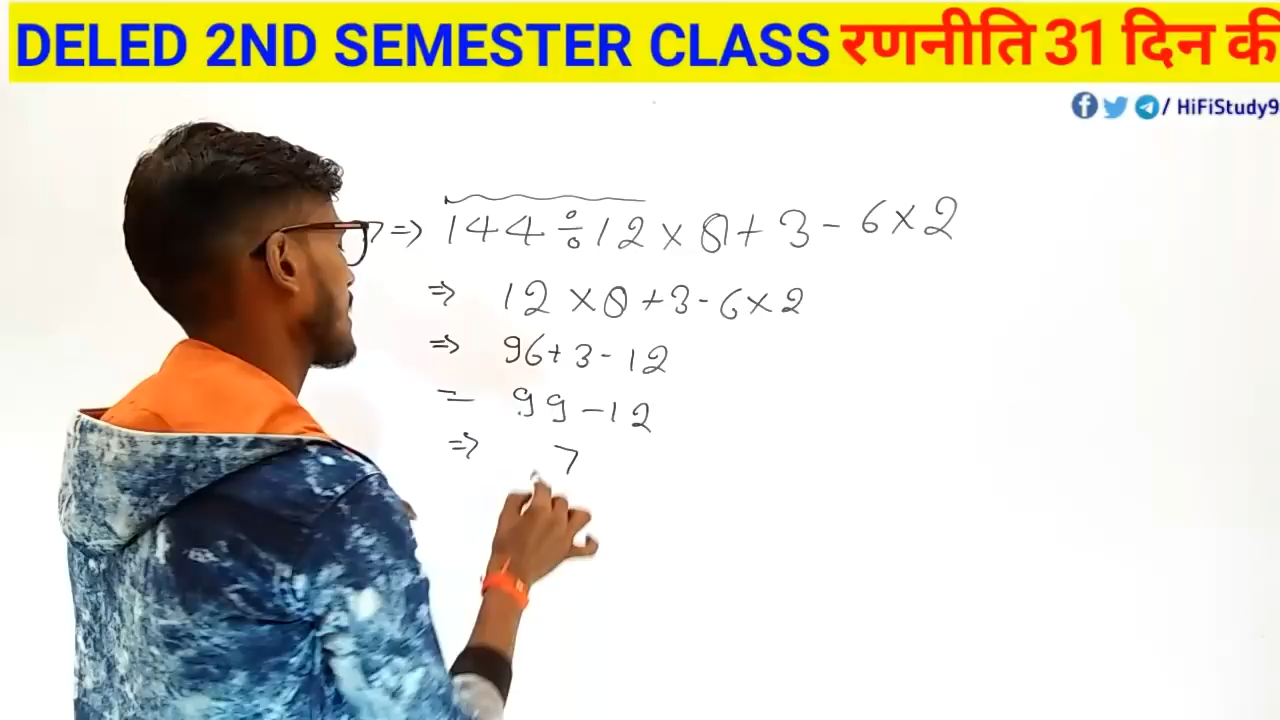 DELED 2ND SEMESTER CLASS रणनीति 31 दिन की
/ HiFiStudy9
⇒ 144 ÷ 12 × 8 + 3 - 6 × 2
⇒ 12 × 8 + 3 - 6 × 2
⇒ 96 + 3 - 12
= 99 - 12
⇒ 7